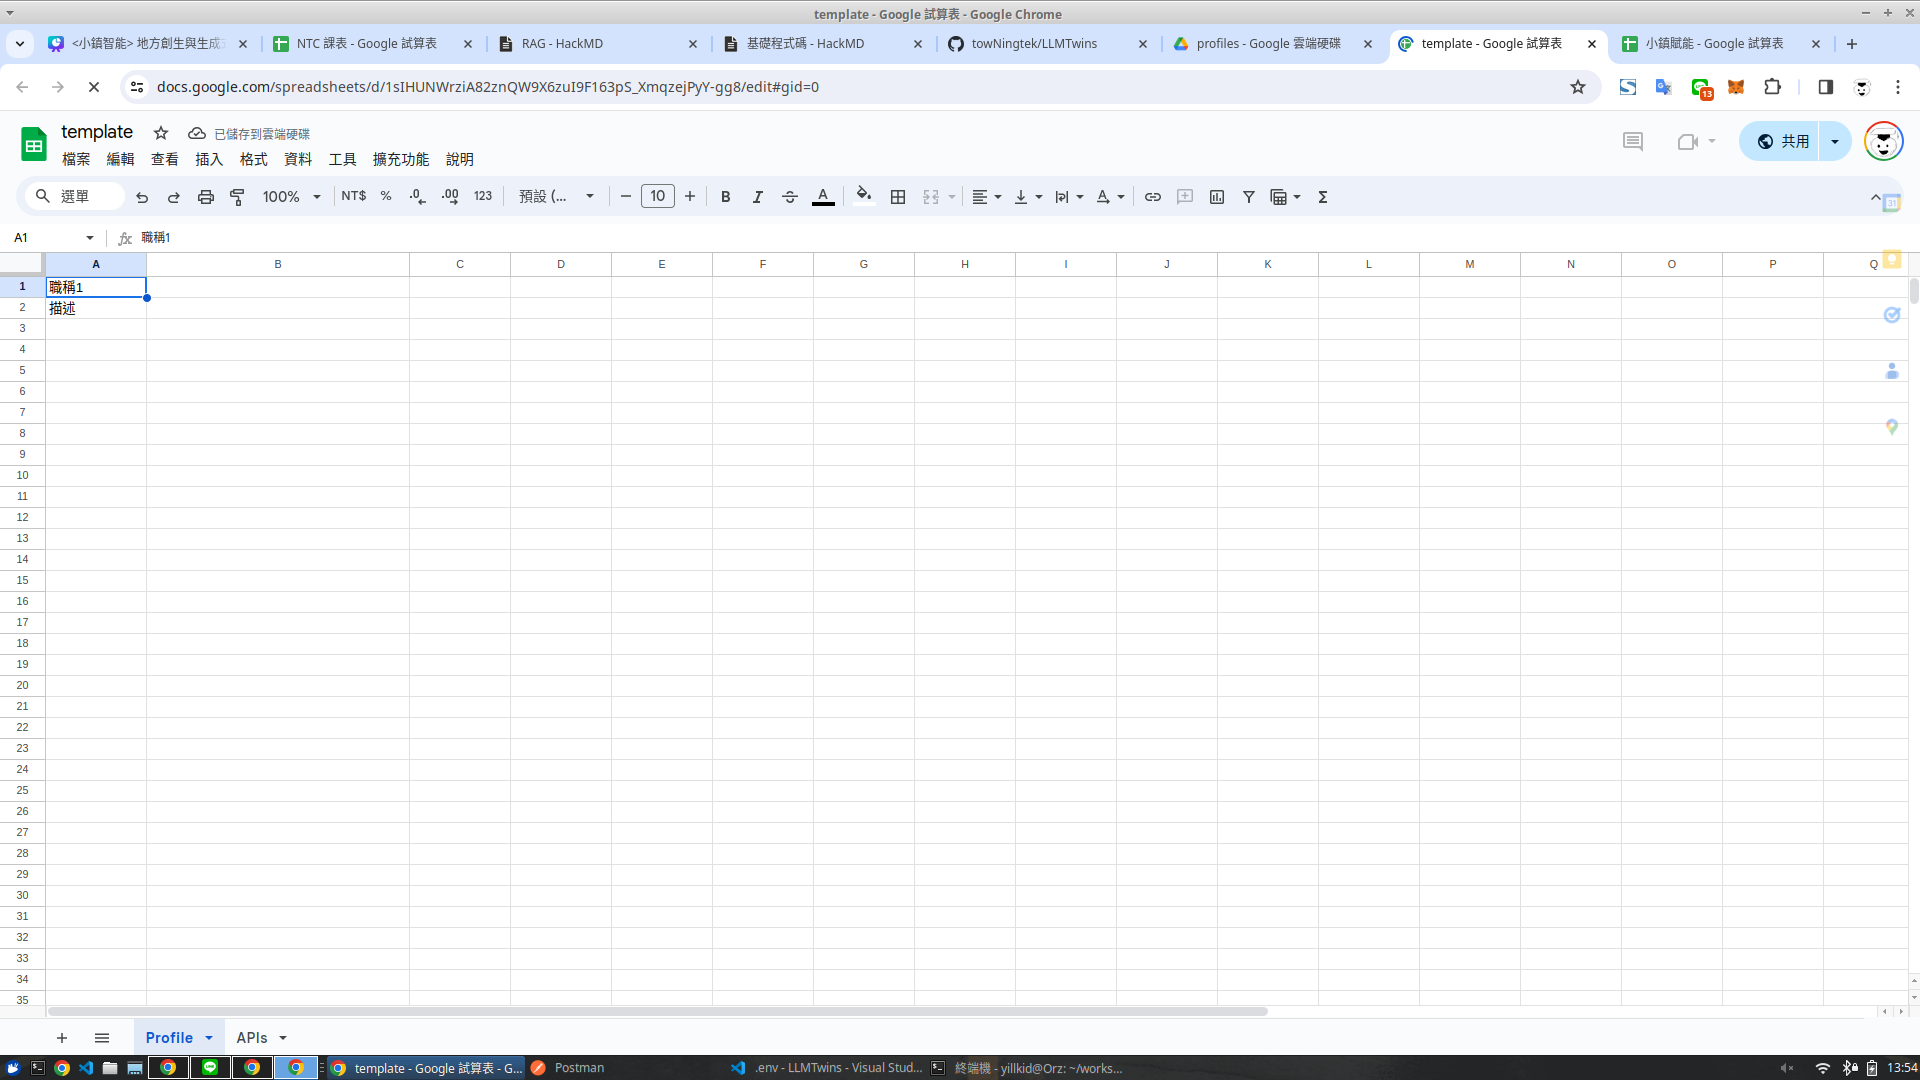 template - Google 試算表 - Google Chrome
<小鎮智能> 地方創生與生成
NTC 課表 - Google 試算表
RAG - HackMD
基礎程式碼 - HackMD
towNingtek/LLMTwins
profiles - Google 雲端硬碟
template - Google 試算表
小鎮賦能 - Google 試算表
docs.google.com/spreadsheets/d/1sIHUNWrziA82znQW9X6zuI9F163pS_XmqzejPyY-gg8/edit#gid=0
13
template
已儲存到雲端硬碟
檔案 編輯 查看 插入 格式 資料 工具 擴充功能 說明
共用
選單
100%
NT$ % .0 .00 123
預設 (...
10
B I A
A
Σ
31
A1
fx
職稱1
A B C D E F G H I J K L M N O P Q
1 職稱1
2 描述
3
4
5
6
7
8
9
10
11
12
13
14
15
16
17
18
19
20
21
22
23
24
25
26
27
28
29
30
31
32
33
34
35
Profile
APIs
template - Google 試算表 - G...
Postman
.env - LLMTwins - Visual Stud...
終端機 - yillkid@Orz: ~/works...
13:54